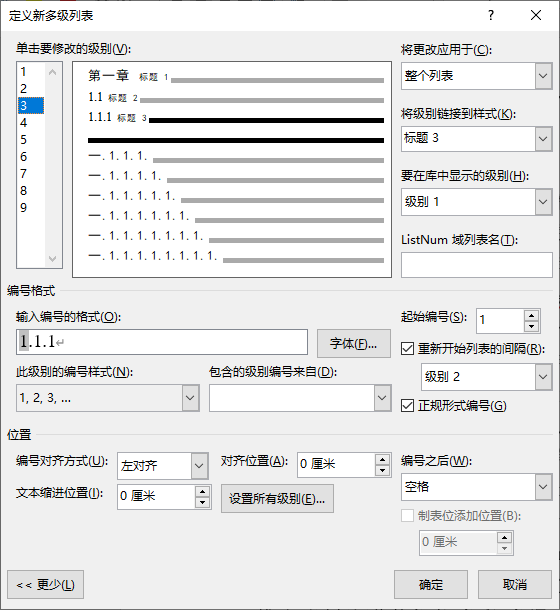 定义新多级列表
单击要修改的级别(V):
1
2
3
4
5
6
7
8
9
第一章 标题 1
1.1 标题 2
1.1.1 标题 3
一. 1. 1. 1.
一. 1. 1. 1. 1.
一. 1. 1. 1. 1. 1.
一. 1. 1. 1. 1. 1. 1.
一. 1. 1. 1. 1. 1. 1. 1.
一. 1. 1. 1. 1. 1. 1. 1. 1.
将更改应用于(C):
整个列表
将级别链接到样式(K):
标题 3
要在库中显示的级别(H):
级别 1
ListNum 域列表名(T):
编号格式
输入编号的格式(O):
1.1.1↵
字体(F)...
起始编号(S):
1
重新开始列表的间隔(R):
级别 2
此级别的编号样式(N):
1, 2, 3, ...
包含的级别编号来自(D):
正规形式编号(G)
位置
编号对齐方式(U):
左对齐
对齐位置(A):
0 厘米
编号之后(W):
空格
文本缩进位置(I):
0 厘米
设置所有级别(E)...
制表位添加位置(B):
0 厘米
<< 更少(L)
确定
取消